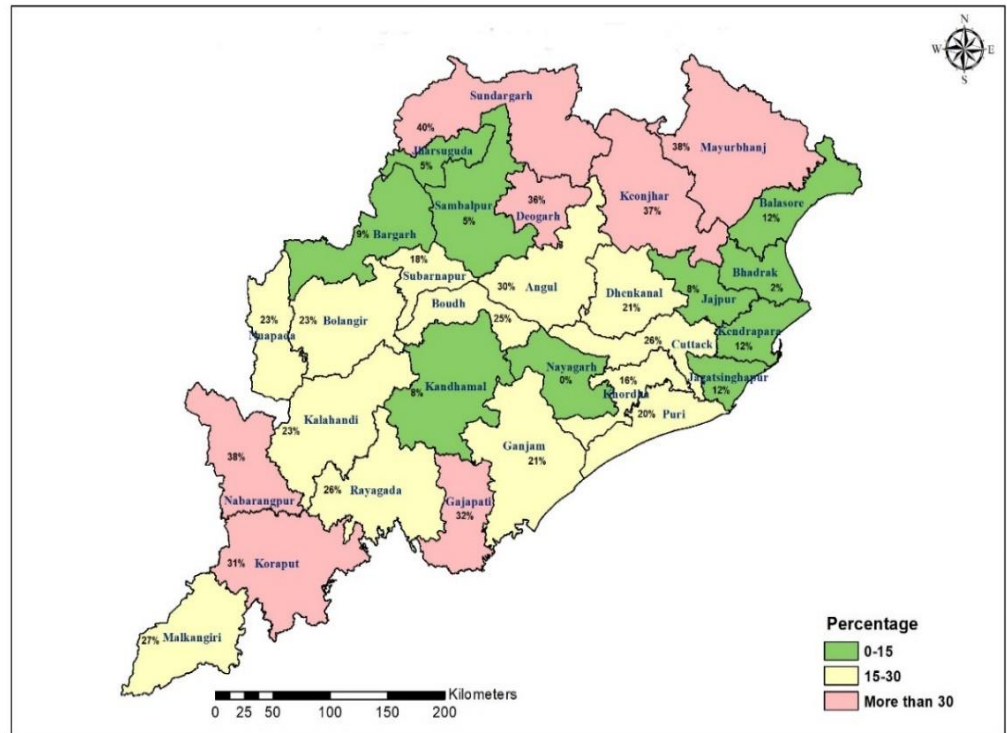 N
W E
S
Sundargarh
40%
Jharsuguda
5%
38%
Mayurbhanj
36%
Deogarh
Keonjhar
37%
Sambalpur
5%
Balasore
12%
9%
Bargarh
18%
Subarnapur
Bhadrak
2%
30%
Angul
Dhenkanal
21%
8%
Jajpur
Boudh
25%
23%
Nuapada
23%
Bolangir
Kendrapara
12%
26%
Cuttack
Nayagarh
0%
16%
Khordha
Jagatsinghapur
12%
8%
Kandhamal
20%
Puri
Kalahandi
23%
Ganjam
21%
38%
Nabarangpur
26%
Rayagada
Gajapati
32%
31%
Koraput
27%
Malkangiri
Percentage
0-15
15-30
More than 30
Kilometers
0 25 50 100 150 200